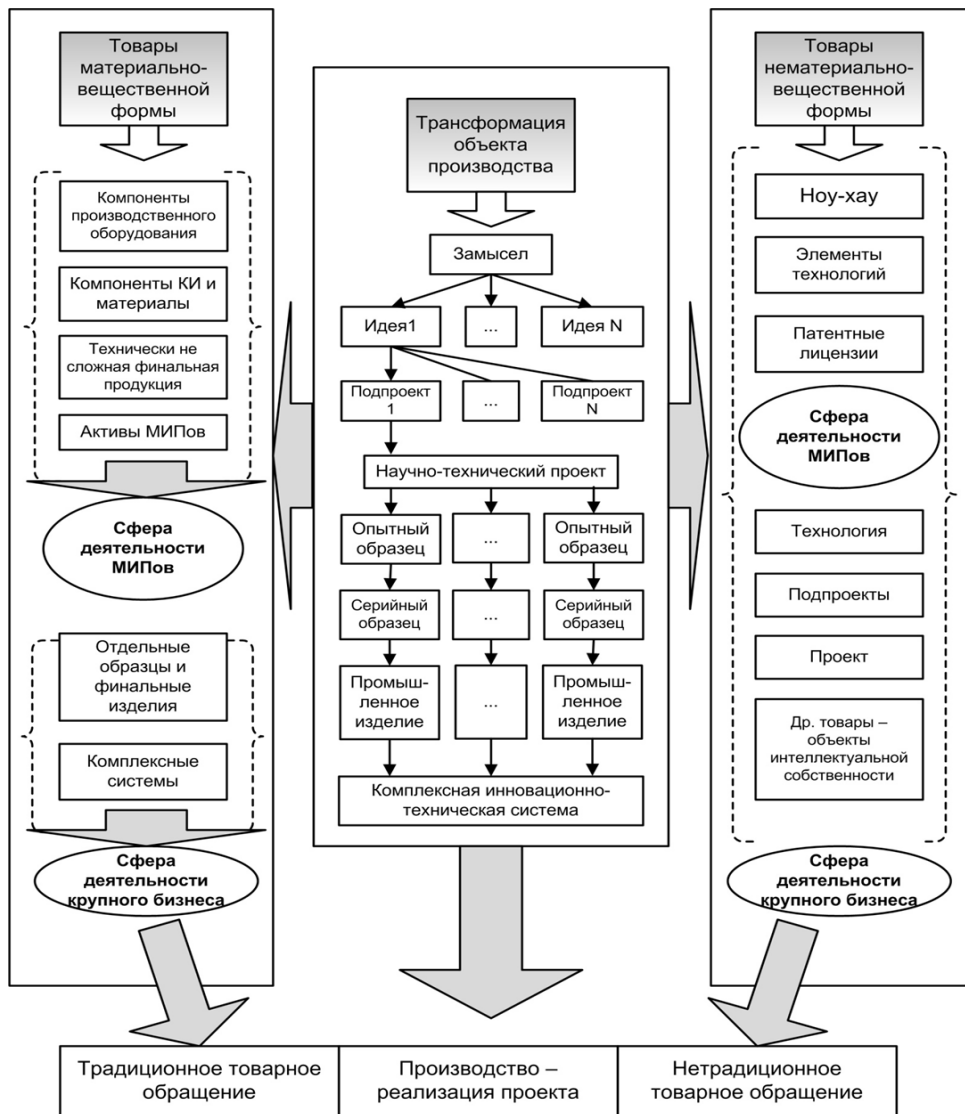 Товары
материально-
вещественной
формы
Компоненты
производственного
оборудования
Компоненты КИ и
материалы
Технически не
сложная финальная
продукция
Активы МИПов
Сфера
деятельности
МИПов
Отдельные
образцы и
финальные
изделия
Комплексные
системы
Сфера
деятельности
крупного бизнеса
Трансформация
объекта
производства
Замысел
Идея1
...
Идея N
Подпроект
1
...
Подпроект
N
Научно-технический проект
Опытный
образец
...
Опытный
образец
Серийный
образец
...
Серийный
образец
Промыш-
ленное
изделие
...
Промыш-
ленное
изделие
Комплексная инновационно-
техническая система
Товары
нематериально-
вещественной
формы
Ноу-хау
Элементы
технологий
Патентные
лицензии
Сфера
деятельности
МИПов
Технология
Подпроекты
Проект
Др. товары –
объекты
интеллектуальной
собственности
Сфера
деятельности
крупного бизнеса
Традиционное товарное
обращение
Производство –
реализация проекта
Нетрадиционное
товарное обращение